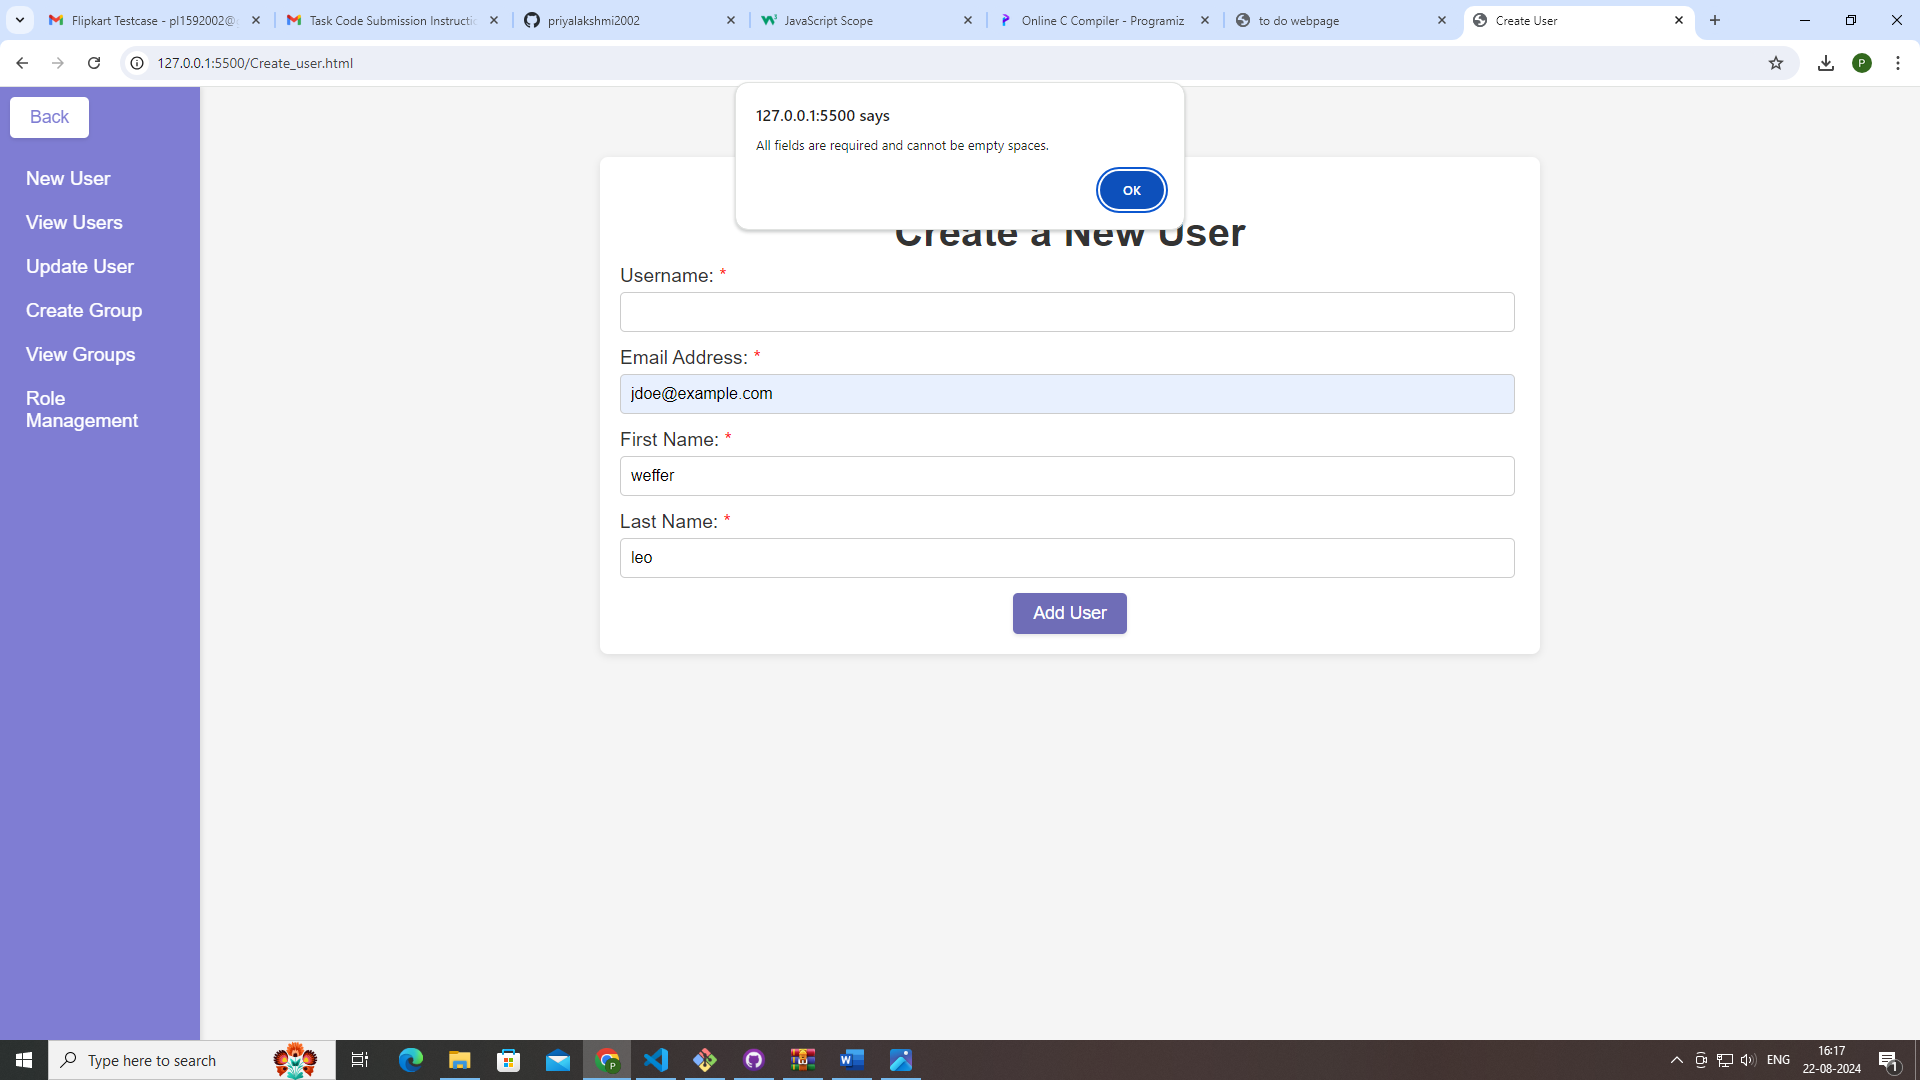 Flipkart Testcase - pl1592002@g
Task Code Submission Instructio
priyalakshmi2002
JavaScript Scope
Online C Compiler - Programiz
to do webpage
Create User
127.0.0.1:5500/Create_user.html
P
Back
New User
View Users
Update User
Create Group
View Groups
Role
Management
127.0.0.1:5500 says
All fields are required and cannot be empty spaces.
OK
Create a New User
Username: *
Email Address: *
jdoe@example.com
First Name: *
weffer
Last Name: *
leo
Add User
Type here to search
P
ENG
16:17
22-08-2024
1